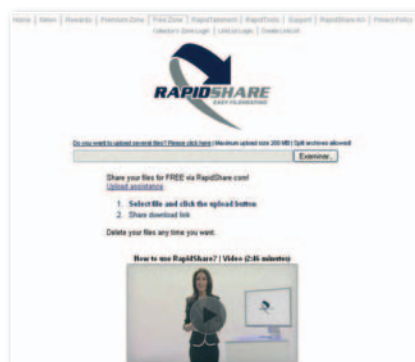 Home | News | Rewards | Premium Zone | Free Zone | RapidTainment | RapidTools | Support | RapidShare AG | Privacy Policy
Collector's Zone Login | LinkList Login | Create LinkList
RAPIDSHARE
EASY FILEHOSTING
Do you want to upload several files? Please click here | Maximum upload size 200 MB | Split archives allowed!
Examinar...
Share your files for FREE via RapidShare.com!
Upload assistance
1. Select file and click the upload button
2. Share download link
Delete your files any time you want.
How to use RapidShare? | Video (2:46 minutes)